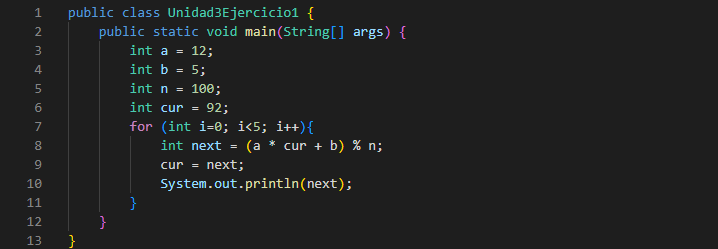 1 public class Unidad3Ejercicio1 {
2     public static void main(String[] args) {
3         int a = 12;
4         int b = 5;
5         int n = 100;
6         int cur = 92;
7         for (int i=0; i<5; i++){
8             int next = (a * cur + b) % n;
9             cur = next;
10             System.out.println(next);
11         }
12     }
13 }